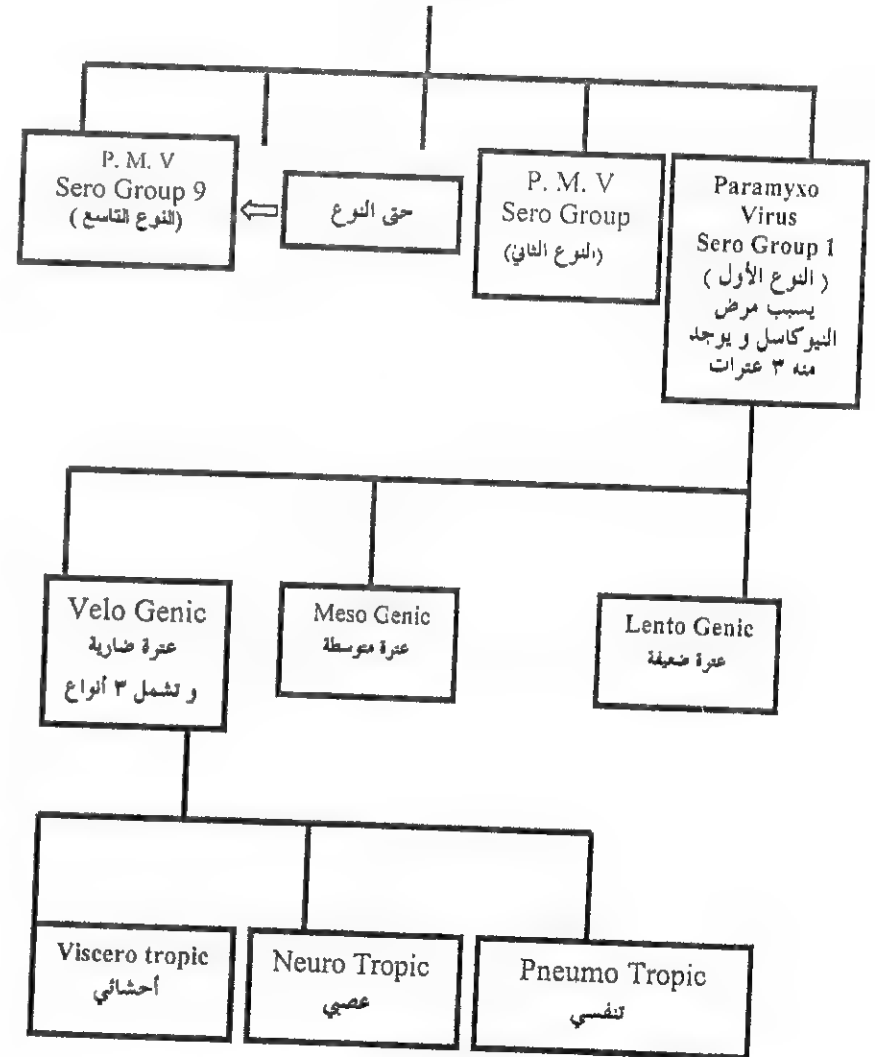 Paramyxo
Virus
Sero Group 1
( النوع الأول )
يسبب مرض
النيوكاسل و يوجد
منه ٣ عترات
P. M. V
Sero Group
(النوع الثاني)
حتى النوع
P. M. V
Sero Group 9
(النوع التاسع )
Lento Genic
عترة ضعيفة
Meso Genic
عترة متوسطة
Velo Genic
عترة ضارية
و تشمل ٣ أنواع
Pneumo Tropic
تنفسي
Neuro Tropic
عصبي
Viscero tropic
أحشائي